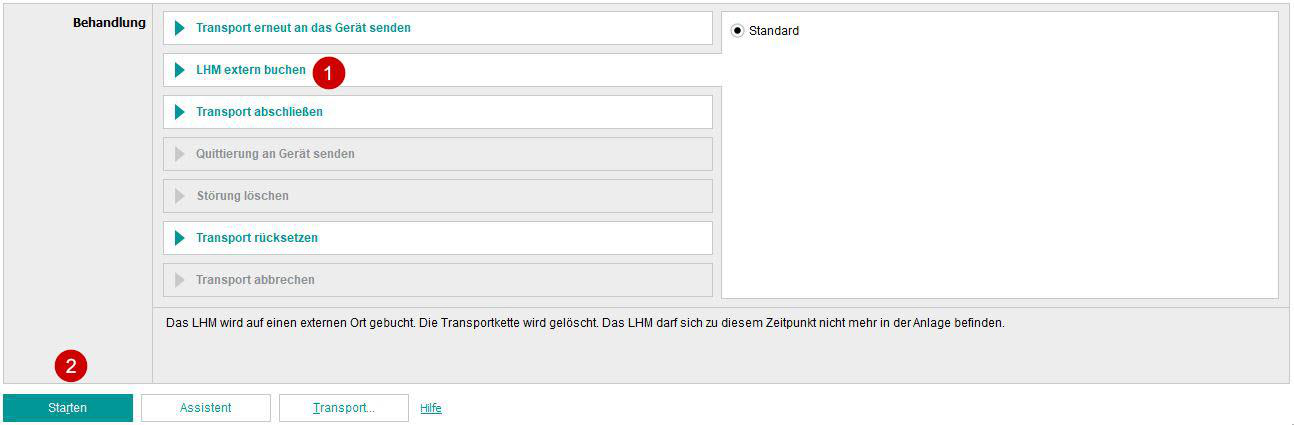 Behandlung
Transport erneut an das Gerät senden
Standard
LHM extern buchen
1
Transport abschließen
Quittierung an Gerät senden
Störung löschen
Transport rücksetzen
Transport abbrechen
Das LHM wird auf einen externen Ort gebucht. Die Transportkette wird gelöscht. Das LHM darf sich zu diesem Zeitpunkt nicht mehr in der Anlage befinden.
2
Starten
Assistent
Transport...
Hilfe